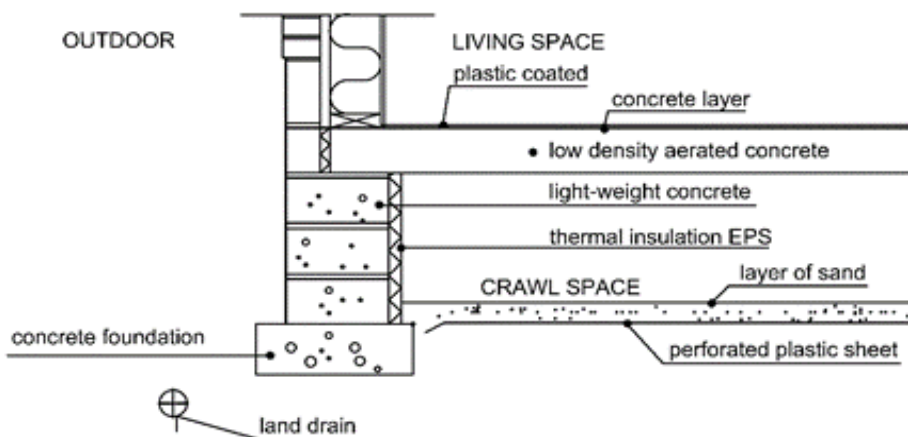 OUTDOOR
LIVING SPACE
plastic coated
concrete layer
low density aerated concrete
light-weight concrete
thermal insulation EPS
layer of sand
CRAWL SPACE
concrete foundation
perforated plastic sheet
land drain